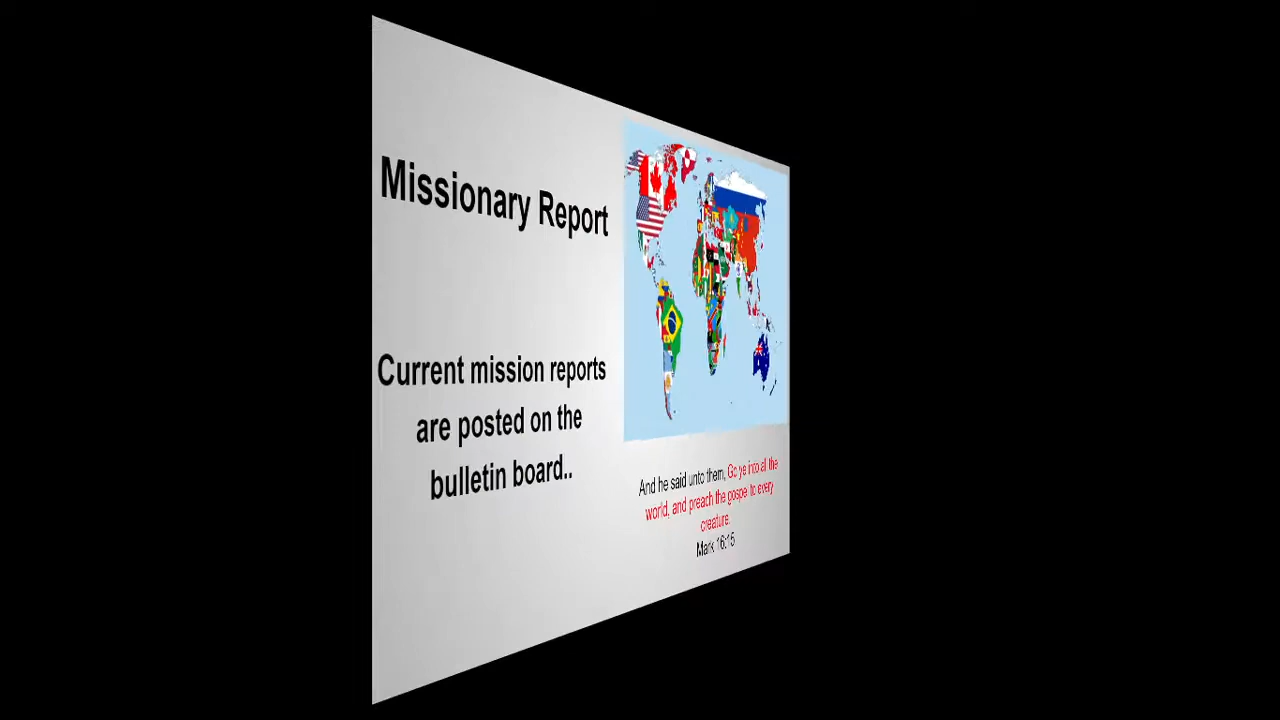 Missionary Report
Current mission reports
are posted on the
bulletin board..
And he said unto them, Go ye into all the
world, and preach the gospel to every
creature.
Mark 16:15